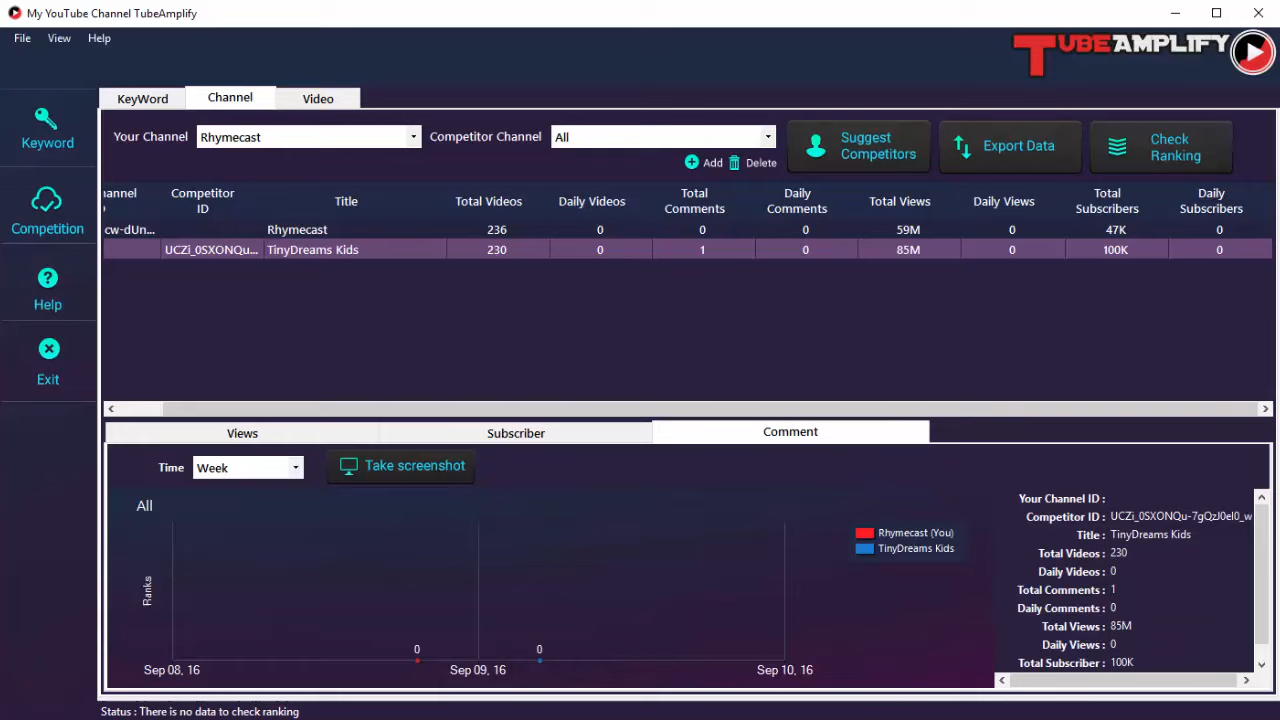 My YouTube Channel TubeAmplify
File View Help
TUBEAMPLIFY
KeyWord Channel Video
Keyword
Competition
Help
Exit
Your Channel Rhymecast Competitor Channel All
Add Delete
Suggest Competitors
Export Data
Check Ranking
hannel Competitor ID Title Total Videos Daily Videos Total Comments Daily Comments Total Views Daily Views Total Subscribers Daily Subscribers
cw-dUn... Rhymecast 236 0 0 0 59M 0 47K 0
UCZi_0SXONQu... TinyDreams Kids 230 0 1 0 85M 0 100K 0
Views Subscriber Comment
Time Week Take screenshot
All
Ranks
0 0
Sep 08, 16 Sep 09, 16 Sep 10, 16
Rhymecast (You)
TinyDreams Kids
Your Channel ID :
Competitor ID : UCZi_0SXONQu-7gQzJ0eI0_w
Title : TinyDreams Kids
Total Videos : 230
Daily Videos : 0
Total Comments : 1
Daily Comments : 0
Total Views : 85M
Daily Views : 0
Total Subscriber : 100K
Status : There is no data to check ranking